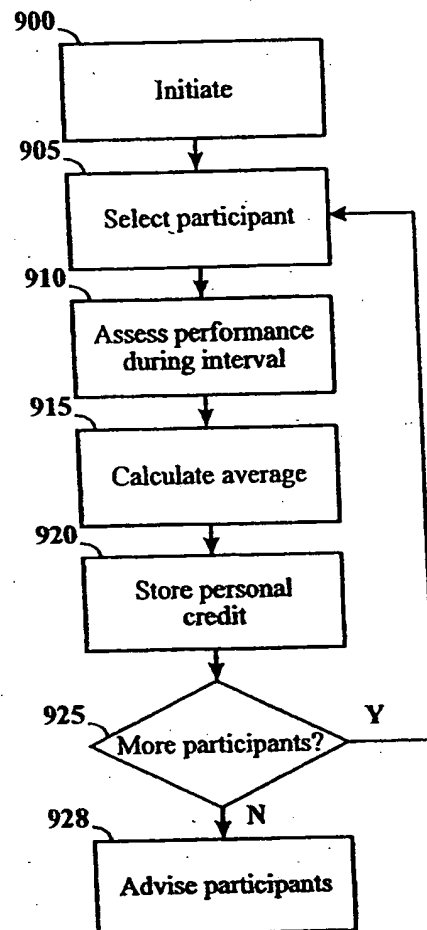 900
Initiate
905
Select participant
910
Assess performance
during interval
915
Calculate average
920
Store personal
credit
925
More participants?
Y
N
928
Advise participants